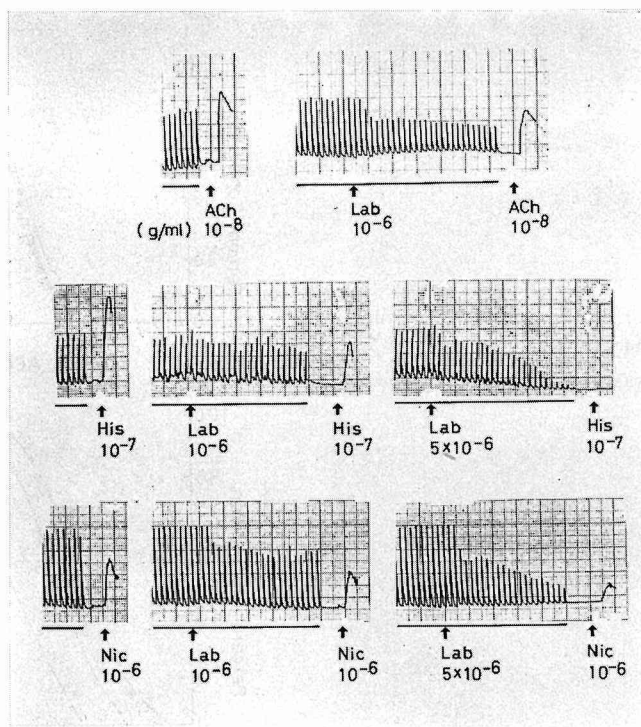 ACh ACh
Lab
(g/ml) 10⁻⁸ 10⁻⁶ 10⁻⁸
His Lab His Lab His
10⁻⁷ 10⁻⁶ 10⁻⁷ 5×10⁻⁶ 10⁻⁷
Nic Lab Nic Lab Nic
10⁻⁶ 10⁻⁶ 10⁻⁶ 5×10⁻⁶ 10⁻⁶